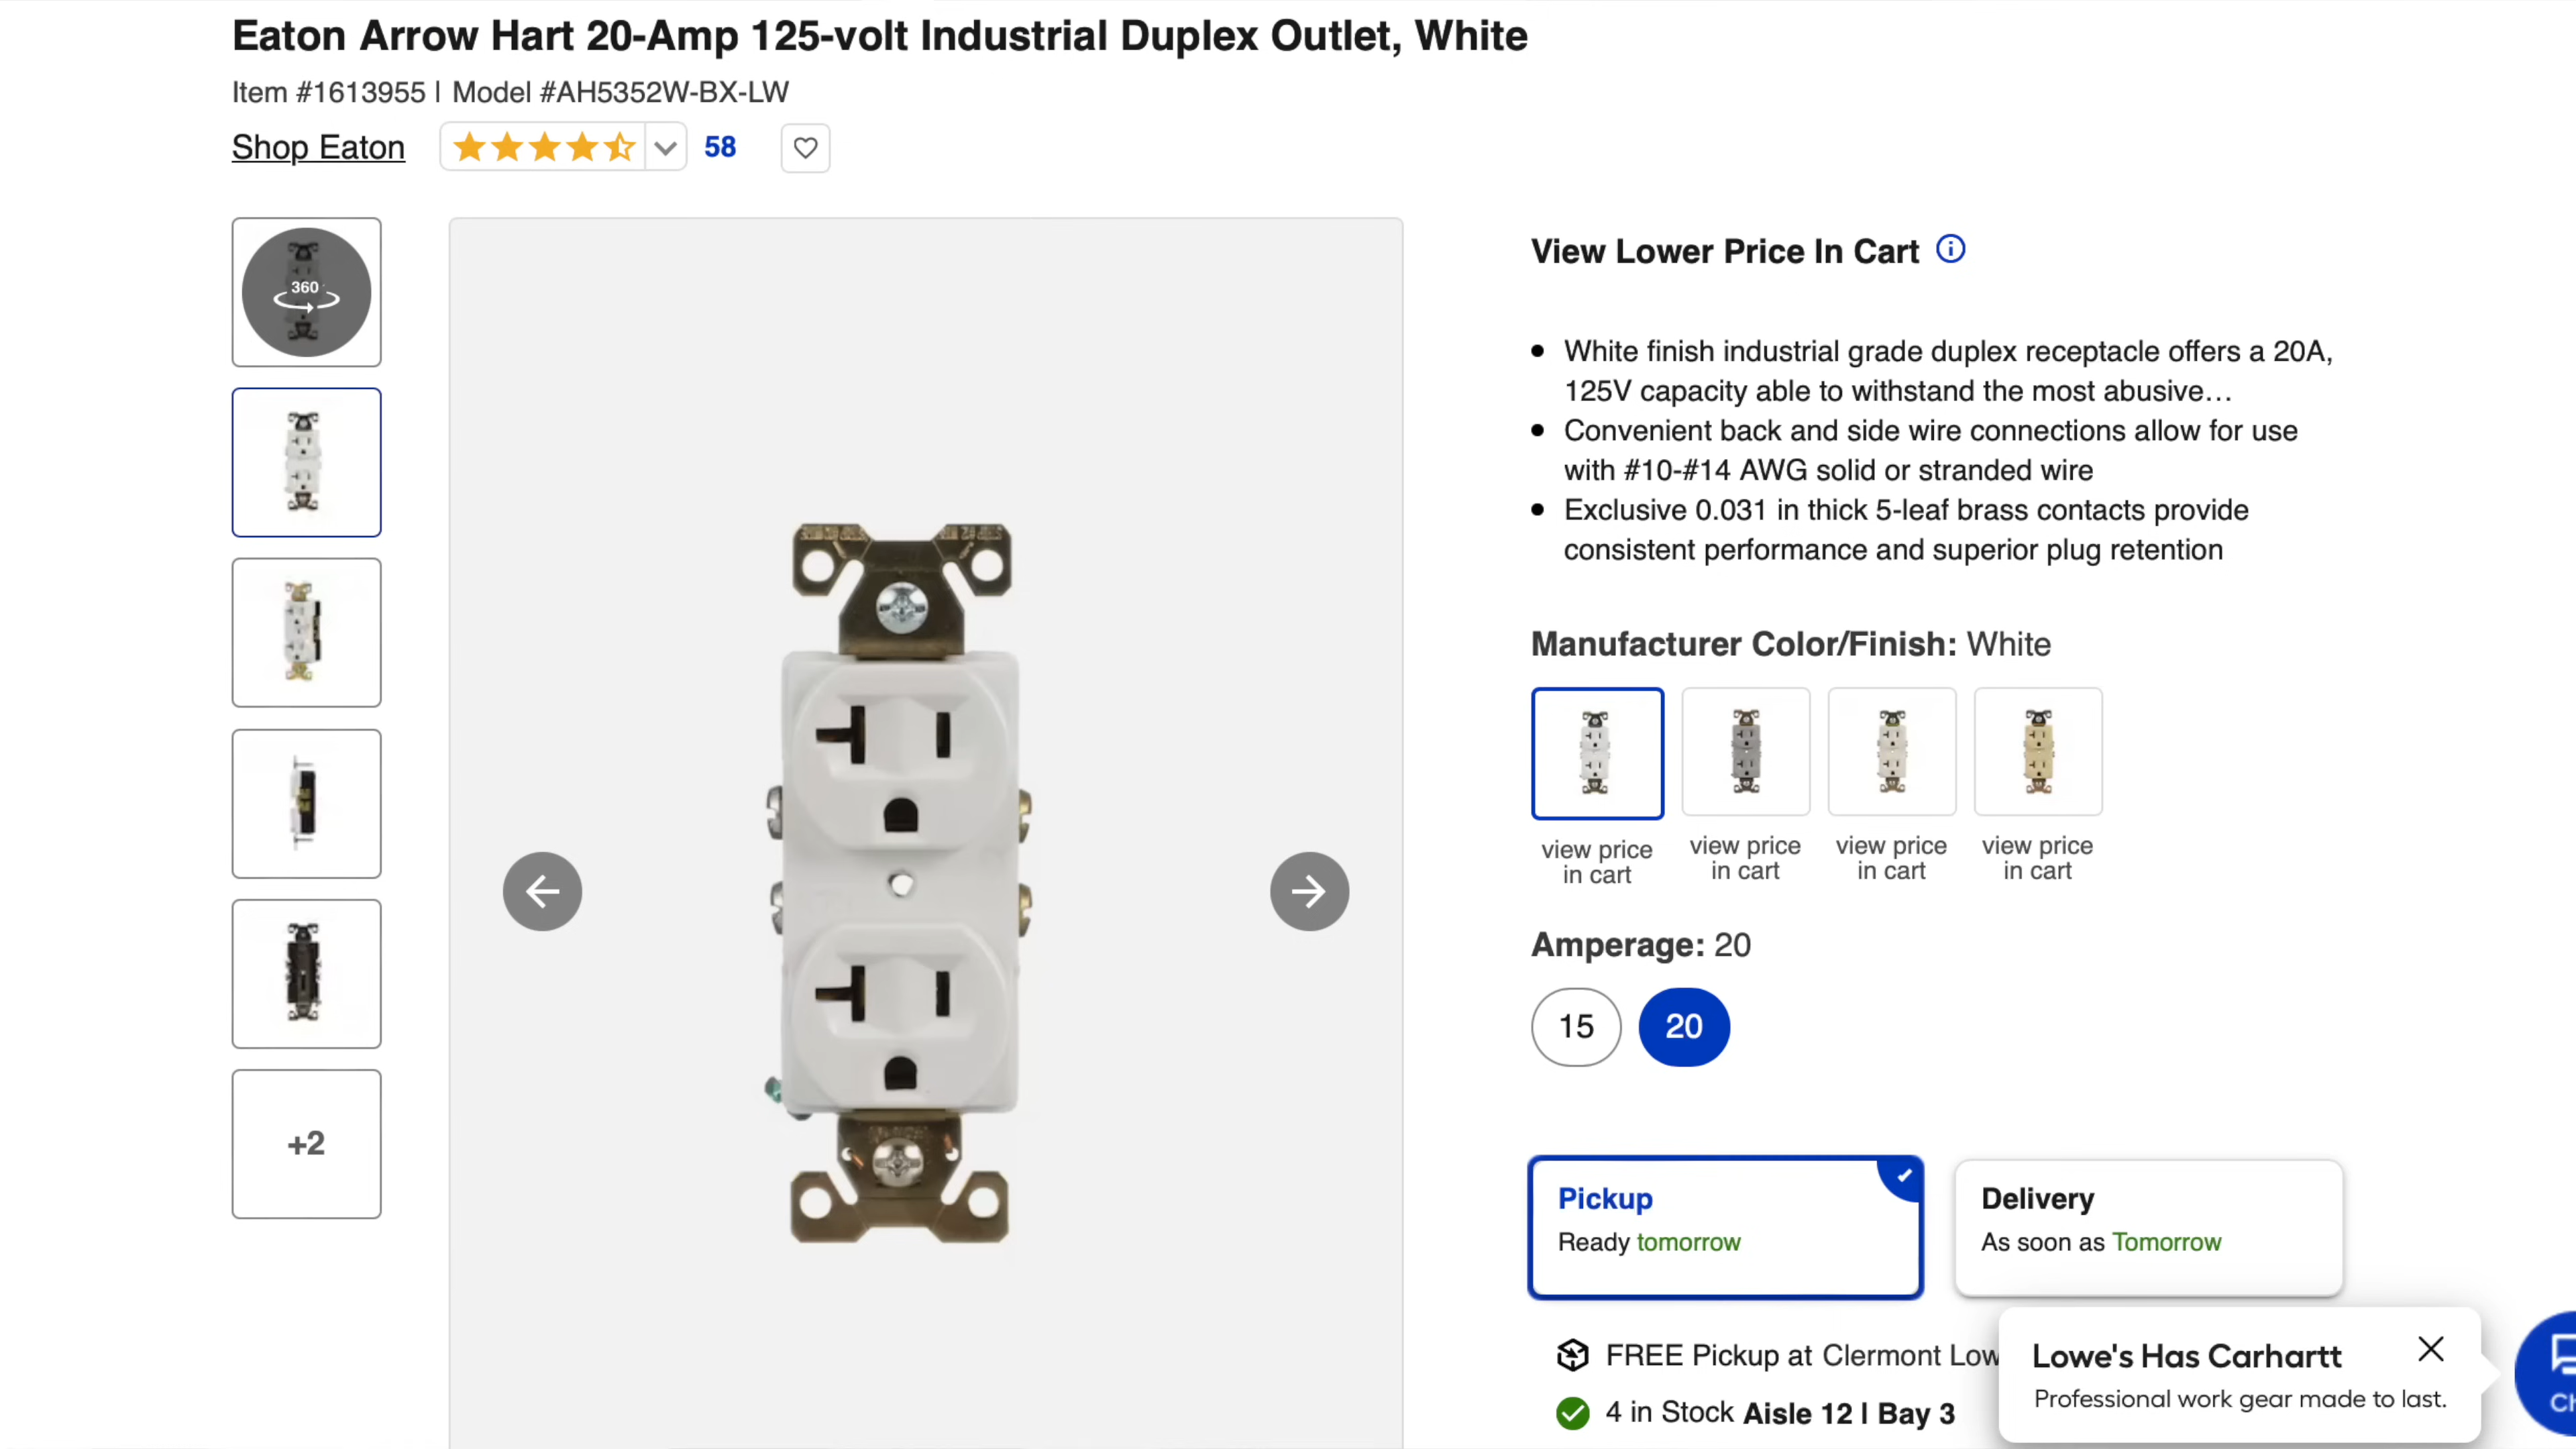 Eaton Arrow Hart 20-Amp 125-volt Industrial Duplex Outlet, White
Item #1613955 | Model #AH5352W-BX-LW
Shop Eaton
58
360
+2
View Lower Price In Cart
White finish industrial grade duplex receptacle offers a 20A,
125V capacity able to withstand the most abusive…
Convenient back and side wire connections allow for use
with #10-#14 AWG solid or stranded wire
Exclusive 0.031 in thick 5-leaf brass contacts provide
consistent performance and superior plug retention
Manufacturer Color/Finish: White
view price
in cart
view price
in cart
view price
in cart
view price
in cart
Amperage: 20
15
20
Pickup
Ready tomorrow
Delivery
As soon as Tomorrow
FREE Pickup at Clermont Low
4 in Stock Aisle 12 | Bay 3
Lowe's Has Carhartt
Professional work gear made to last.